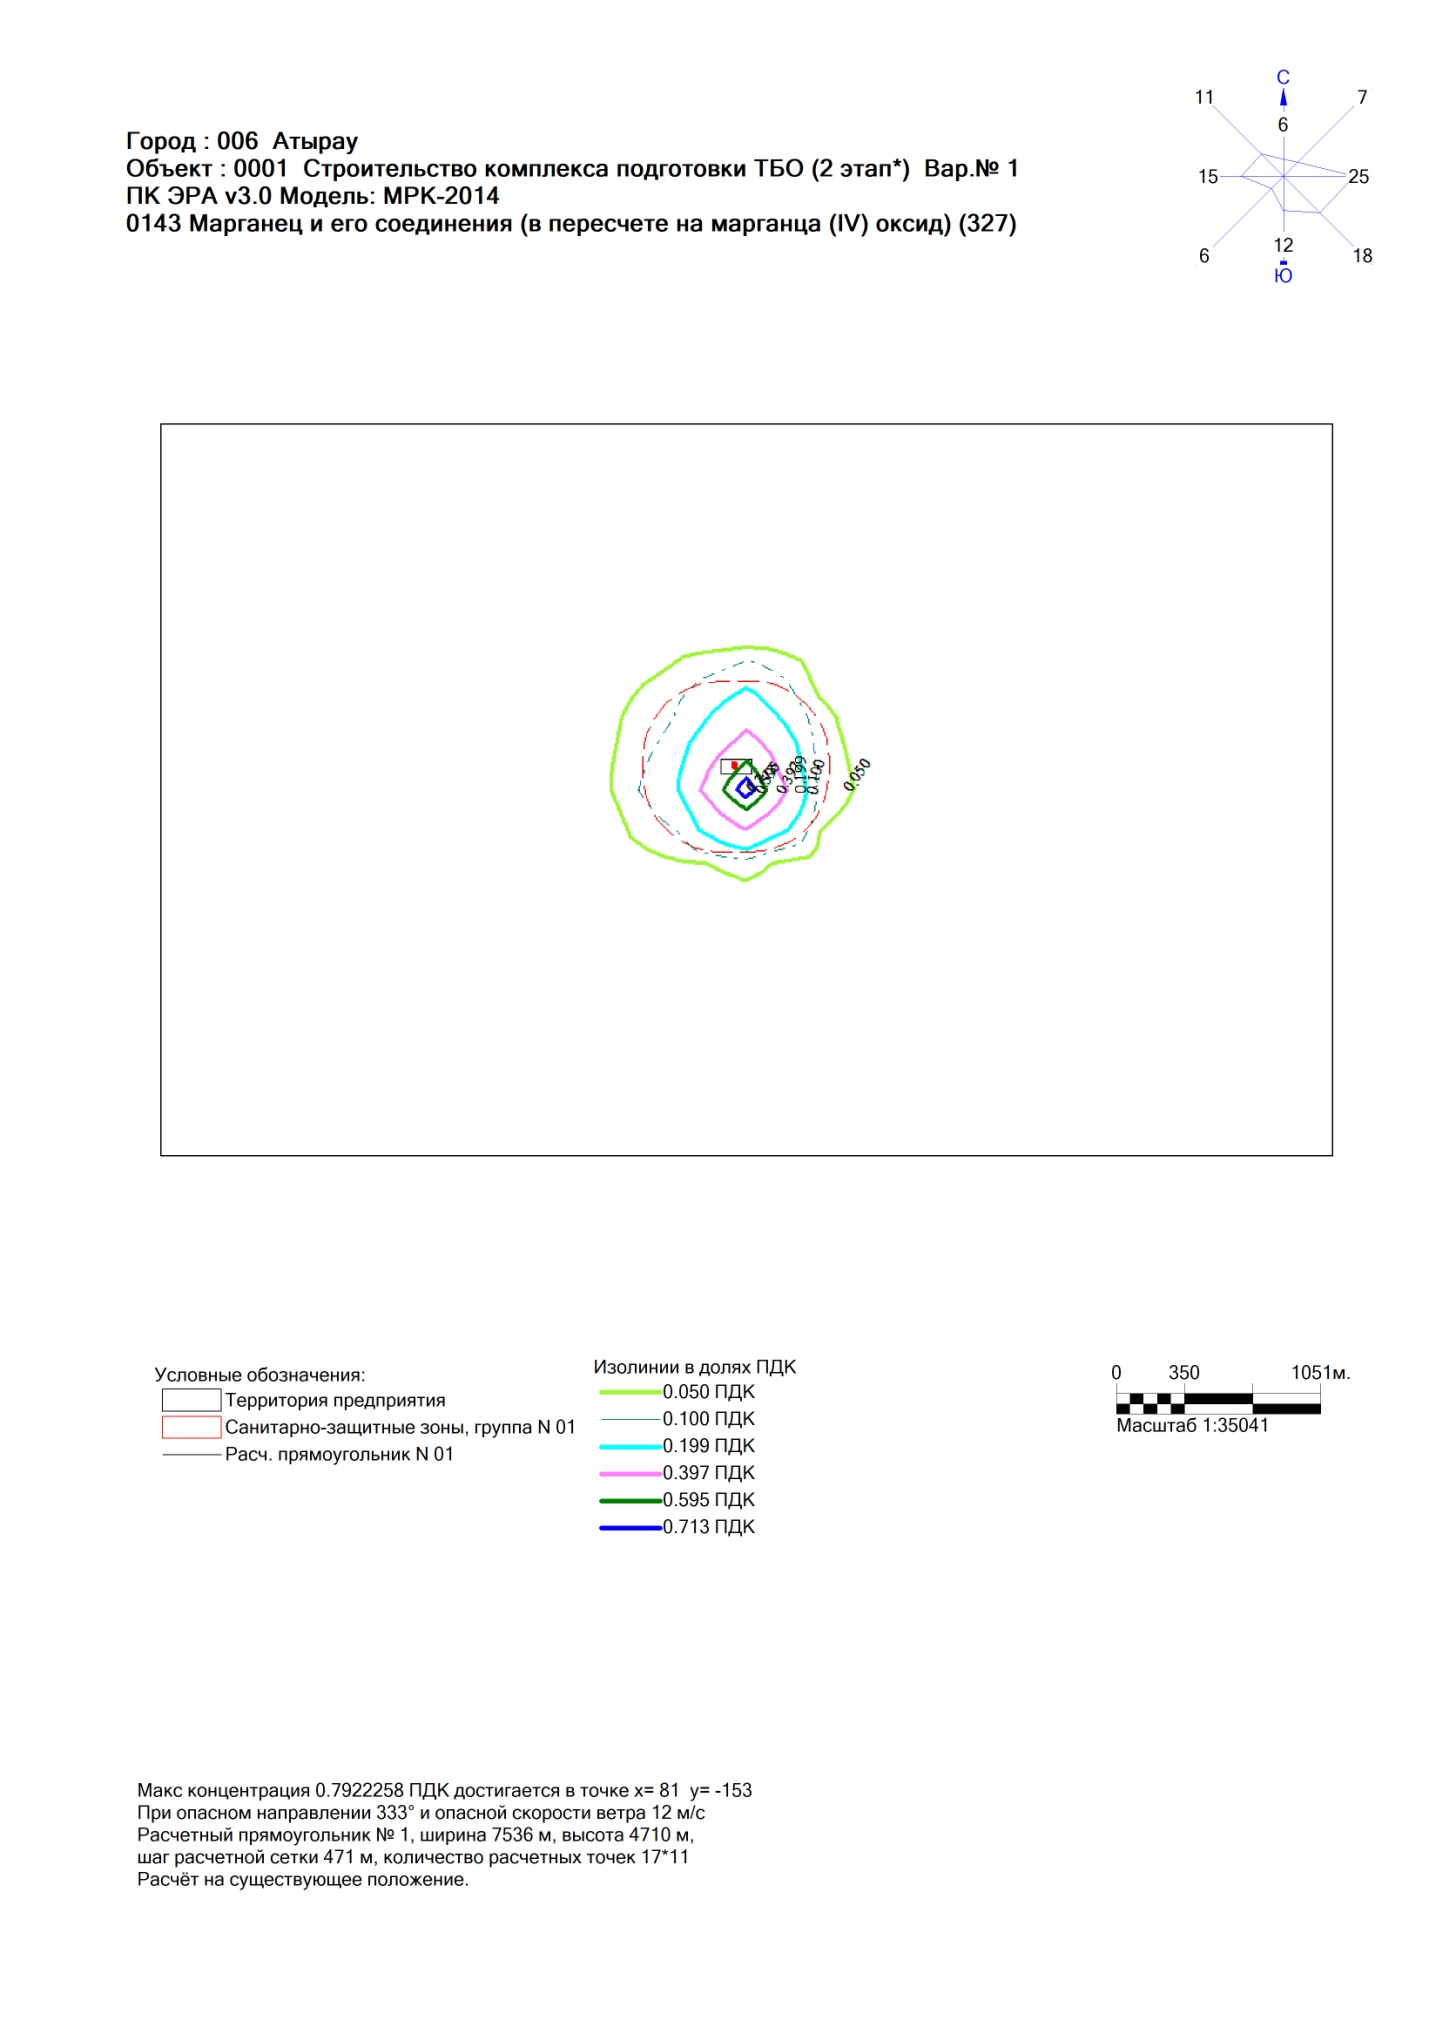 Город : 006 Атырау
Объект : 0001 Строительство комплекса подготовки ТБО (2 этап*) Вар.№ 1
ПК ЭРА v3.0 Модель: МРК-2014
0143 Марганец и его соединения (в пересчете на марганца (IV) оксид) (327)
С
11
7
6
15
25
12
6
18
Ю
0.397
0.199
0.100
0.050
Условные обозначения:
Территория предприятия
Санитарно-защитные зоны, группа N 01
Расч. прямоугольник N 01
Изолинии в долях ПДК
0.050 ПДК
0.100 ПДК
0.199 ПДК
0.397 ПДК
0.595 ПДК
0.713 ПДК
0 350 1051м.
Масштаб 1:35041
Макс концентрация 0.7922258 ПДК достигается в точке x= 81 y= -153
При опасном направлении 333° и опасной скорости ветра 12 м/с
Расчетный прямоугольник № 1, ширина 7536 м, высота 4710 м,
шаг расчетной сетки 471 м, количество расчетных точек 17*11
Расчёт на существующее положение.